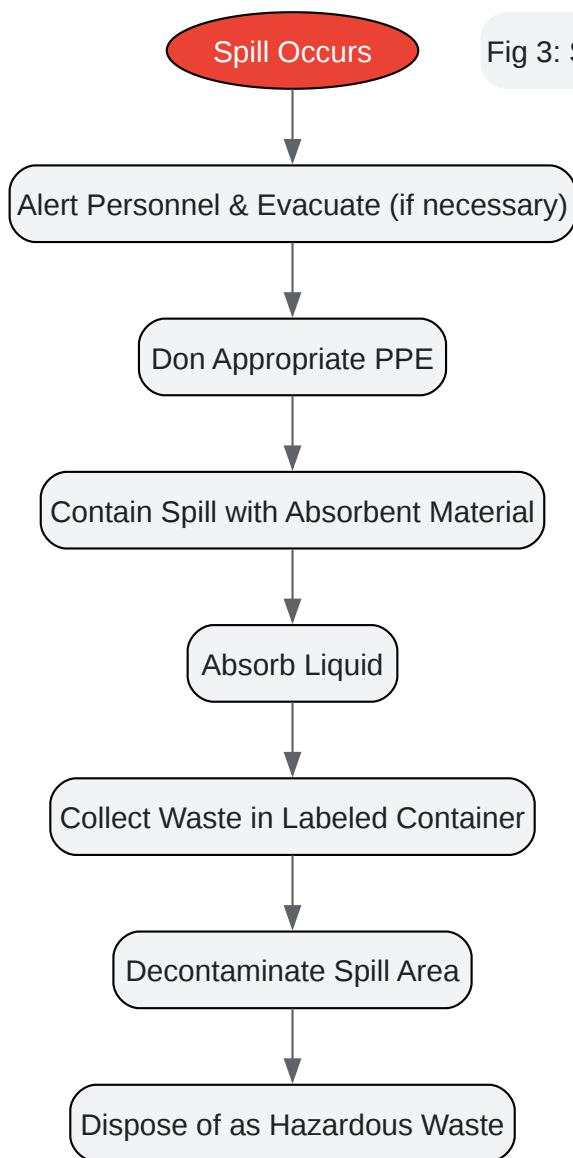 Spill Occurs
Fig 3: S
Alert Personnel & Evacuate (if necessary)
Don Appropriate PPE
Contain Spill with Absorbent Material
Absorb Liquid
Collect Waste in Labeled Container
Decontaminate Spill Area
Dispose of as Hazardous Waste